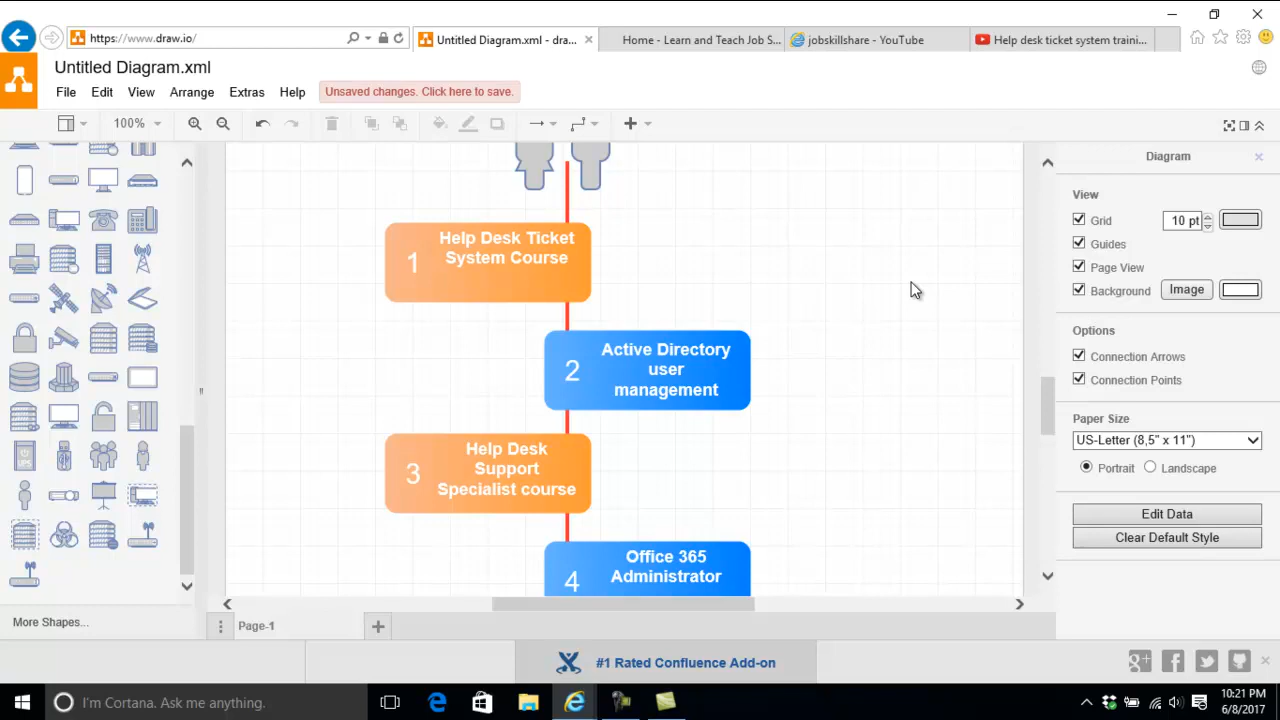 https://www.draw.io/
Untitled Diagram.xml - dra...
Home - Learn and Teach Job S...
jobskillshare - YouTube
Help desk ticket system traini...
Untitled Diagram.xml
File
Edit
View
Arrange
Extras
Help
Unsaved changes. Click here to save.
100%
Diagram
View
Grid
10 pt
Guides
Page View
Background
Image
Options
Connection Arrows
Connection Points
Paper Size
US-Letter (8,5" x 11")
Portrait
Landscape
Edit Data
Clear Default Style
1
Help Desk Ticket
System Course
2
Active Directory
user
management
3
Help Desk
Support
Specialist course
4
Office 365
Administrator
More Shapes...
Page-1
#1 Rated Confluence Add-on
I'm Cortana. Ask me anything.
10:21 PM
6/8/2017